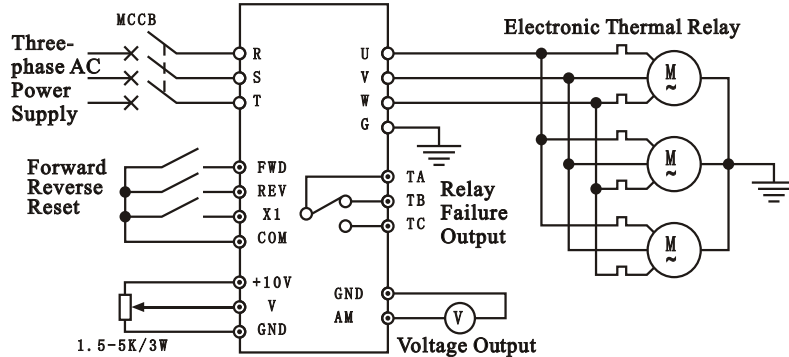 MCCB
Three-
phase AC
Power
Supply
R
S
T
U
V
W
G
Electronic Thermal Relay
M
~
M
~
M
~
Forward
Reverse
Reset
FWD
REV
X1
COM
TA
TB
TC
Relay
Failure
Output
+10V
V
GND
1.5-5K/3W
GND
AM
V
Voltage Output